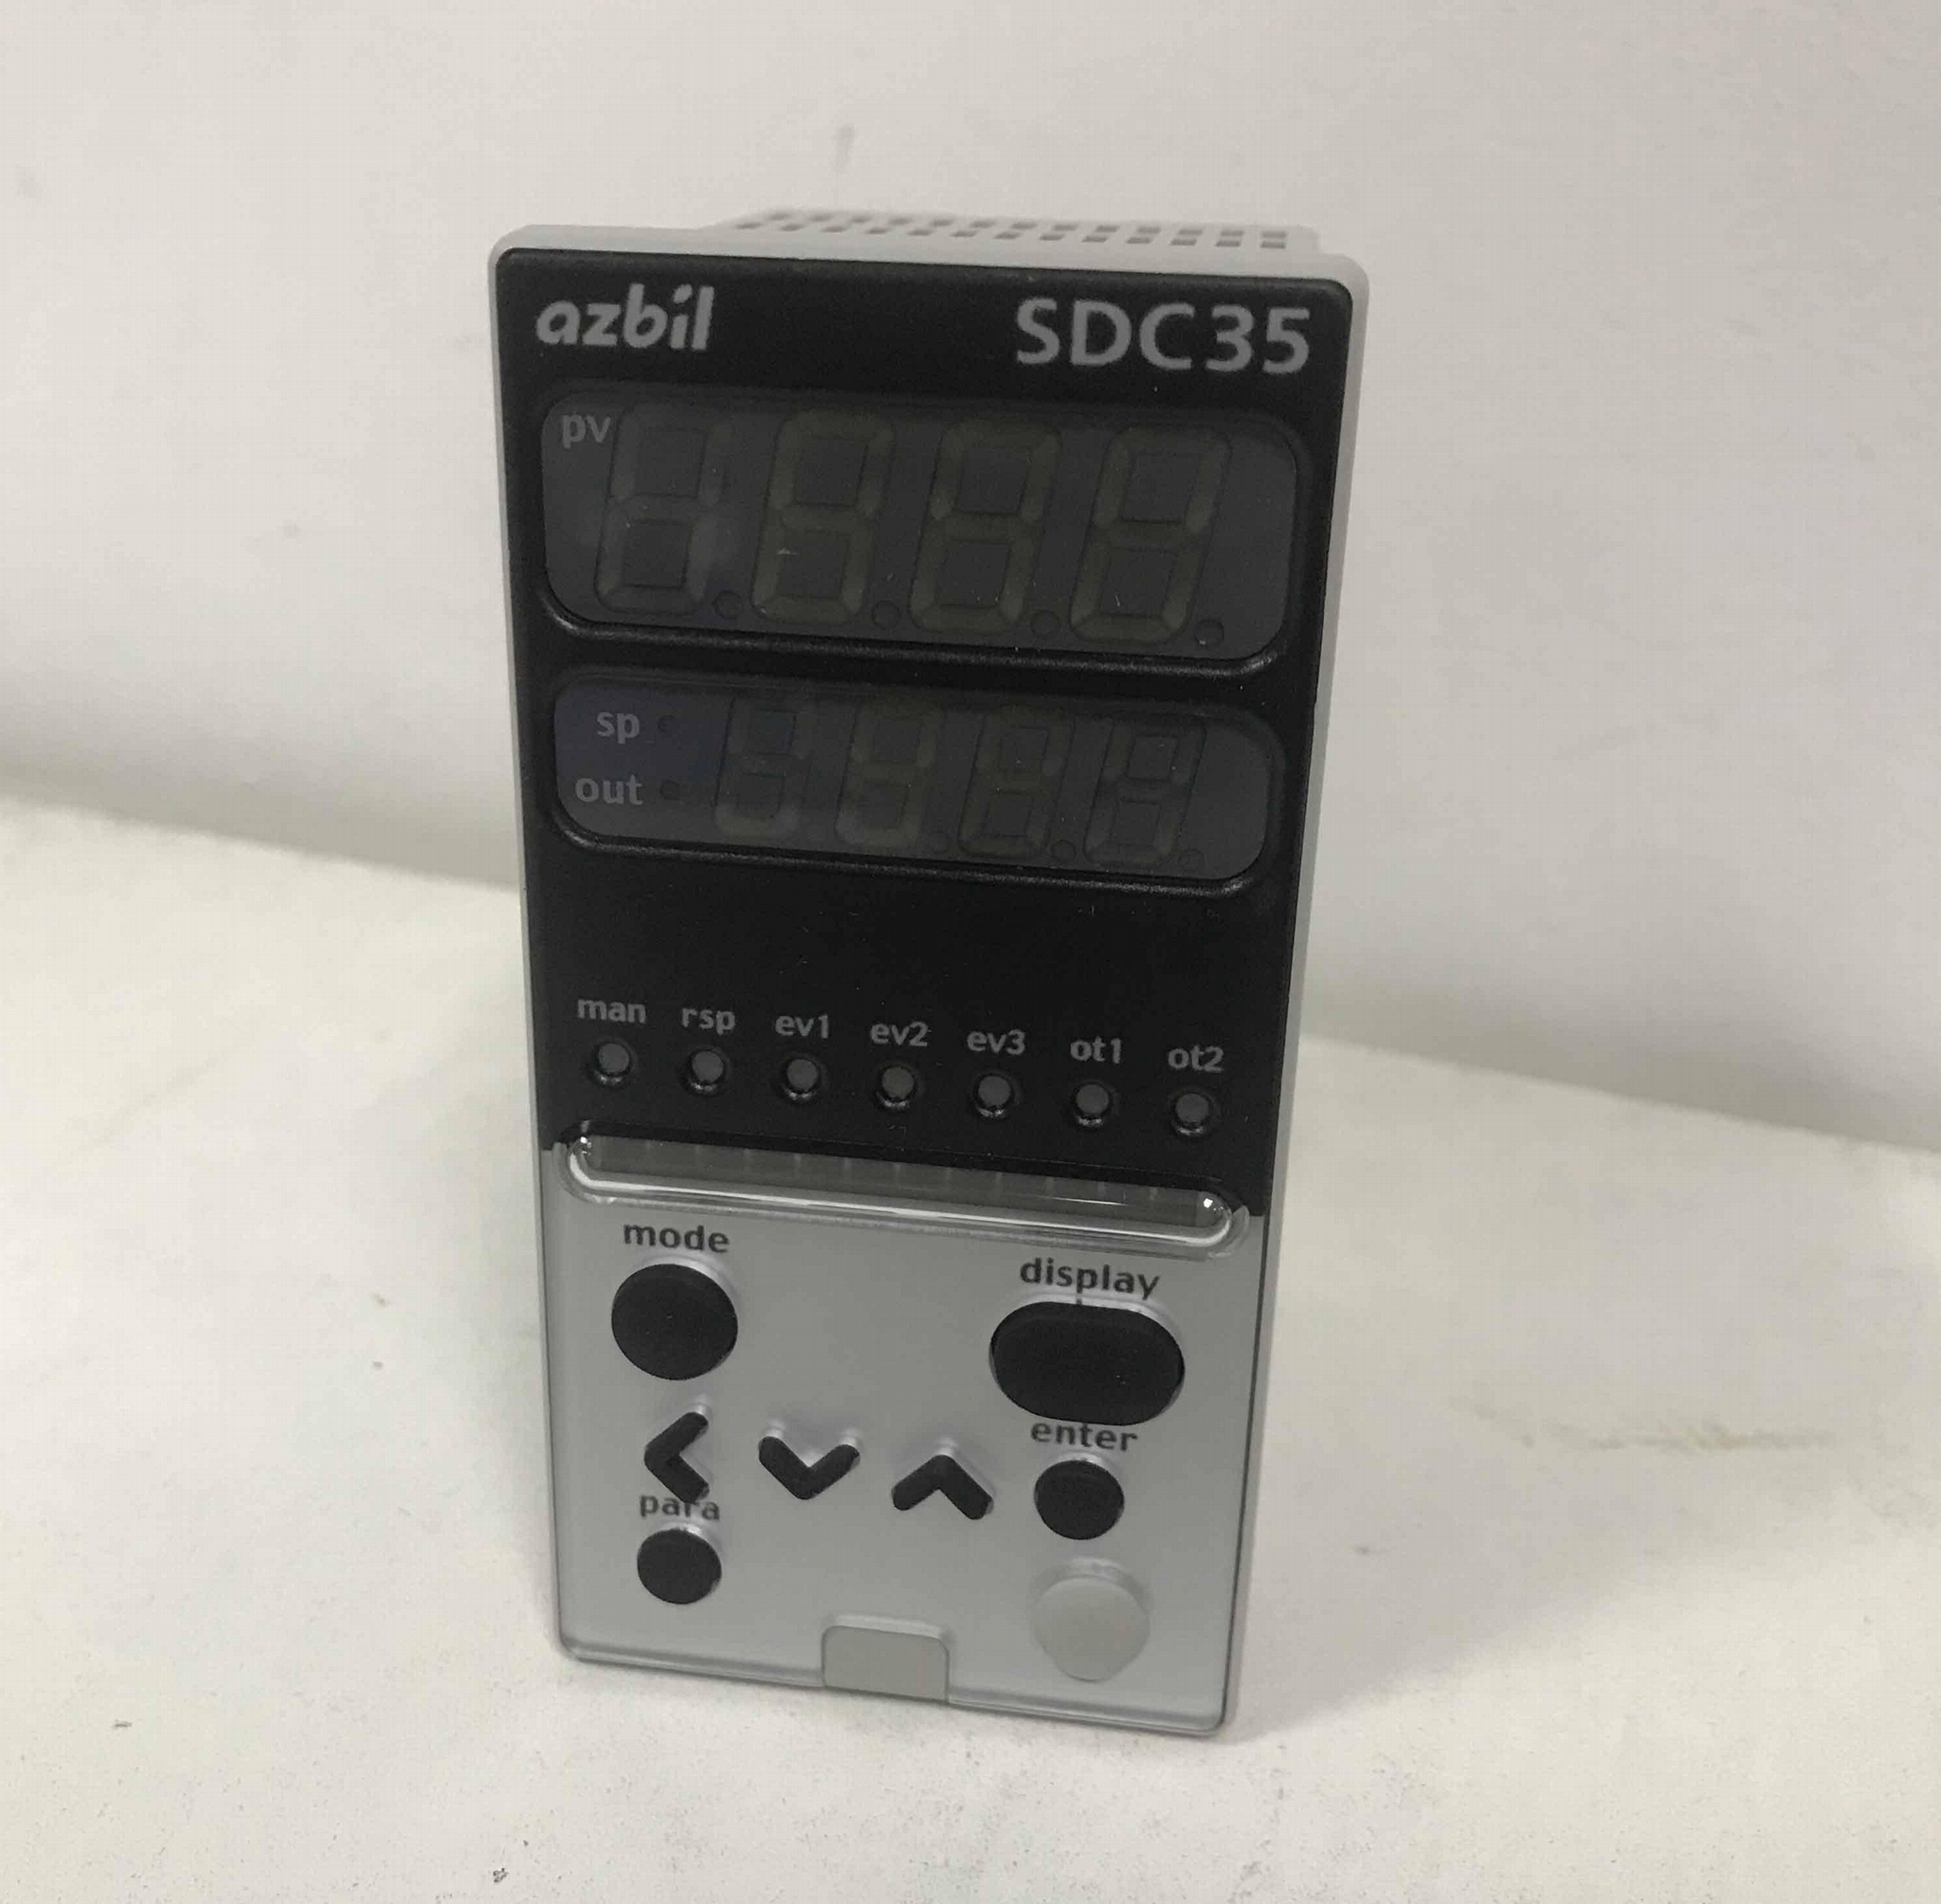 azbil SDC35
pv
sp
out
man rsp ev1 ev2 ev3 ot1 ot2
mode display
enter
para